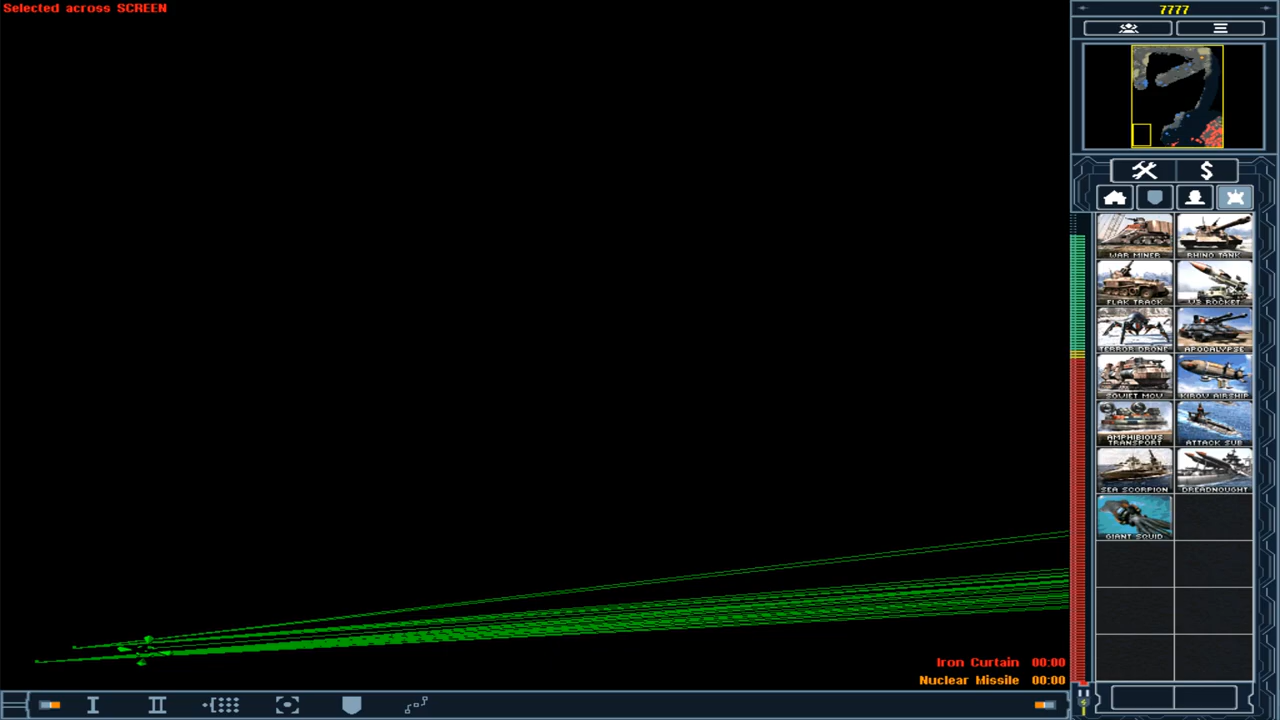 Selected across SCREEN
7777
WAR MINER
RHINO TANK
FLAK TRACK
V3 ROCKET
TERROR DRONE
APOCALYPSE
SOVIET MCV
KIROV AIRSHIP
AMPHIBIOUS
TRANSPORT
ATTACK SUB
SEA SCORPION
DREADNOUGHT
GIANT SQUID
Iron Curtain 00:00
Nuclear Missile 00:00